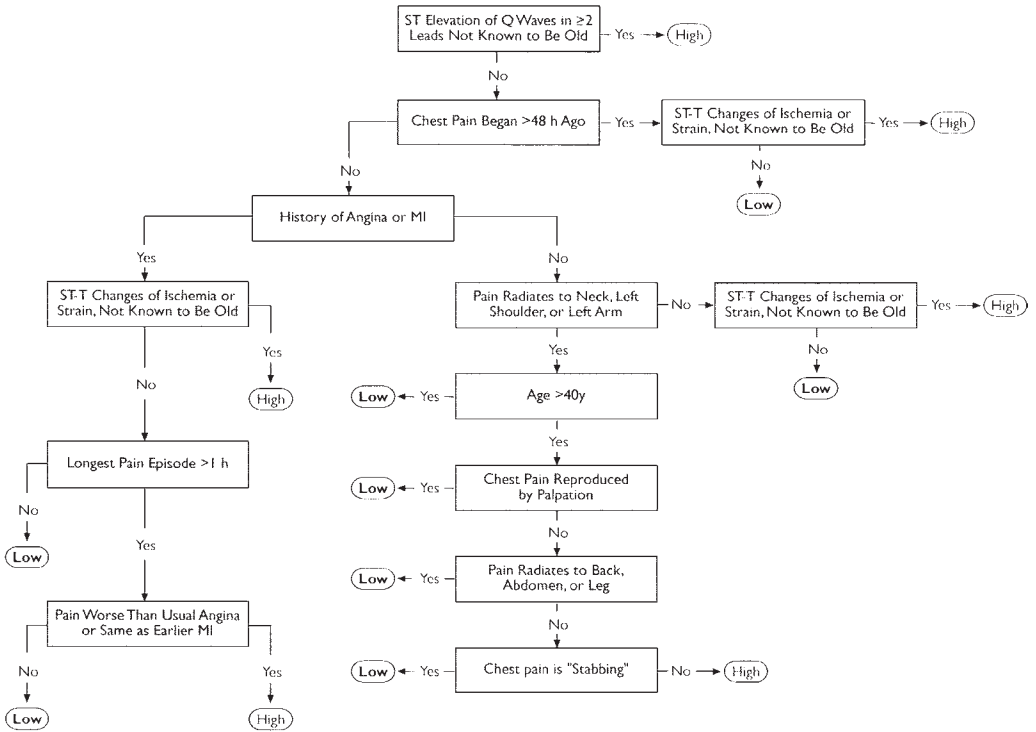 ST Elevation of Q Waves in ≥2
Leads Not Known to Be Old
Yes
High
No
Chest Pain Began >48 h Ago
Yes
ST-T Changes of Ischemia or
Strain, Not Known to Be Old
Yes
High
No
Low
No
History of Angina or MI
Yes
No
ST-T Changes of Ischemia or
Strain, Not Known to Be Old
Yes
High
No
Pain Radiates to Neck, Left
Shoulder, or Left Arm
No
ST-T Changes of Ischemia or
Strain, Not Known to Be Old
Yes
High
No
Low
Yes
Age >40y
Yes
Low
Yes
Longest Pain Episode >1 h
No
Low
Yes
Chest Pain Reproduced
by Palpation
Yes
Low
No
Pain Radiates to Back,
Abdomen, or Leg
Yes
Low
No
Pain Worse Than Usual Angina
or Same as Earlier MI
No
Low
Yes
High
Chest pain is "Stabbing"
Yes
Low
No
High